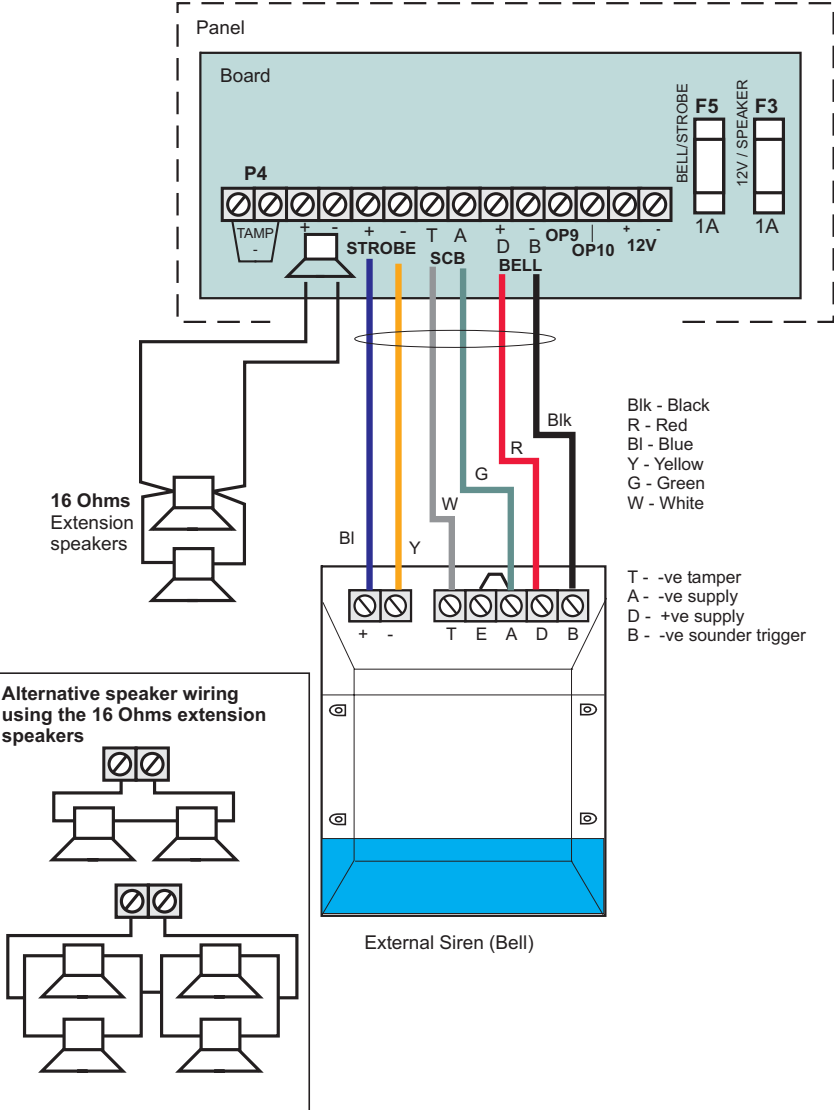 Panel
Board
BELL/STROBE
F5
1A
12V / SPEAKER
F3
1A
P4
TAMP
-
+ -
+ -
STROBE
T A
SCB
+ -
D B
BELL
OP9
OP10
+ -
12V
16 Ohms
Extension
speakers
Bl
Y
W
G
R
Blk
Blk - Black
R - Red
Bl - Blue
Y - Yellow
G - Green
W - White
+ - T E A D B
T - -ve tamper
A - -ve supply
D - +ve supply
B - -ve sounder trigger
External Siren (Bell)
Alternative speaker wiring
using the 16 Ohms extension
speakers